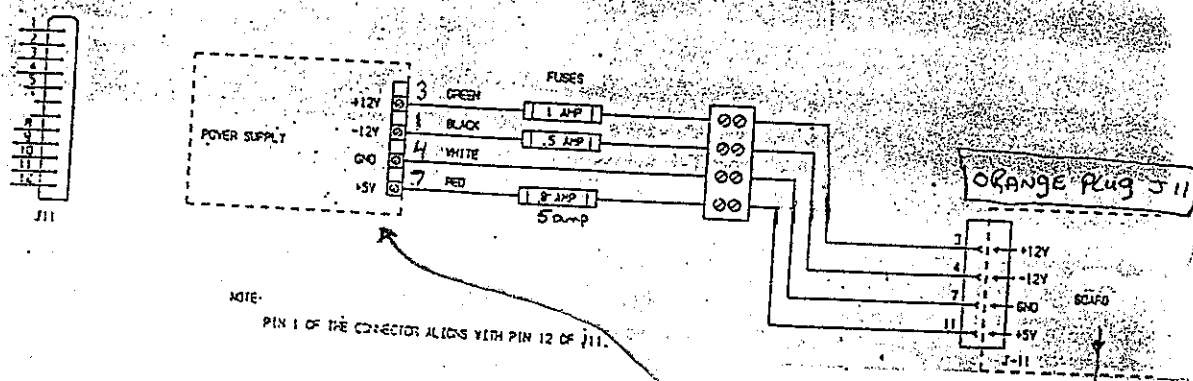 1
2
3
4
5
8
9
10
11
12
J11
POWER SUPPLY
+12V
-12V
GND
+5V
3 GREEN
1 BLACK
4 WHITE
7 RED
FUSES
1 AMP
.5 AMP
8 AMP
5 amp
ORANGE PLUG J11
3 +12V
4 -12V
7 GND
11 +5V
J-11
BOARD
NOTE:
PIN 1 OF THE CONNECTOR ALIGNS WITH PIN 12 OF J11.